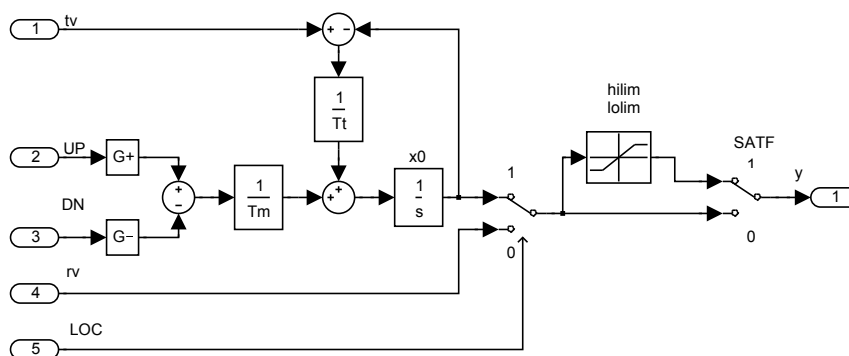 1
tv
+
−
1
Tt
hilim
lolim
2
UP
G+
+
−
1
Tm
+
+
x0
1
s
1
SATF
1
y
1
DN
3
G−
0
0
rv
4
LOC
5